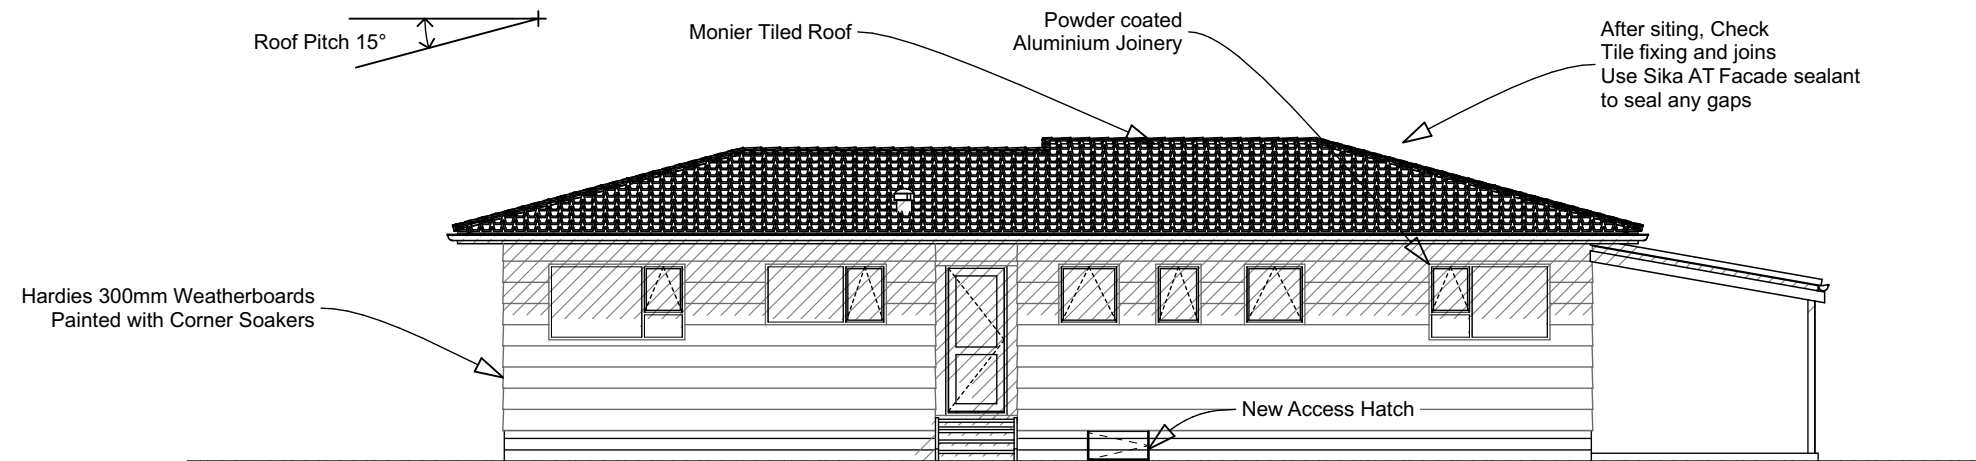 Roof Pitch 15°
Monier Tiled Roof
Powder coated
Aluminium Joinery
After siting, Check
Tile fixing and joins
Use Sika AT Facade sealant
to seal any gaps
Hardies 300mm Weatherboards
Painted with Corner Soakers
New Access Hatch